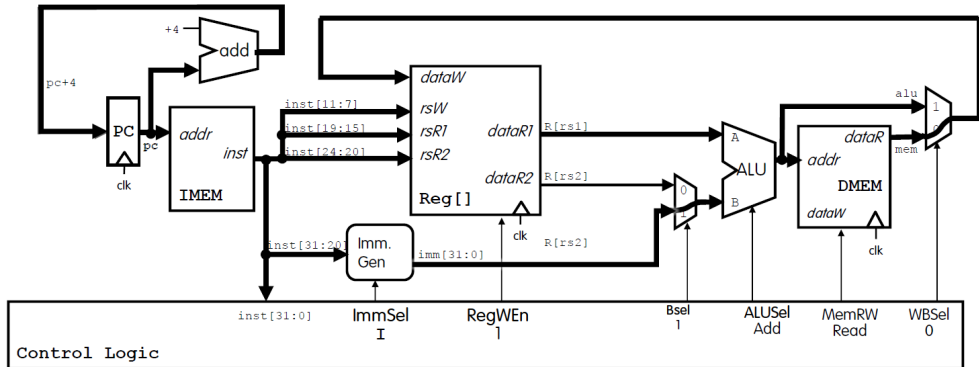 +4
add
pc+4
PC
pc
clk
addr
inst
IMEM
inst[11:7]
inst[19:15]
inst[24:20]
dataW
rsW
rsR1
rsR2
dataR1
dataR2
Reg[]
clk
R[rs1]
R[rs2]
0
1
R[rs2]
A
B
ALU
alu
mem
addr
dataR
DMEM
dataW
clk
1
0
inst[31:20]
Imm.
Gen
imm[31:0]
inst[31:0]
ImmSel
I
RegWEn
1
Bsel
1
ALUSel
Add
MemRW
Read
WBSel
0
Control Logic